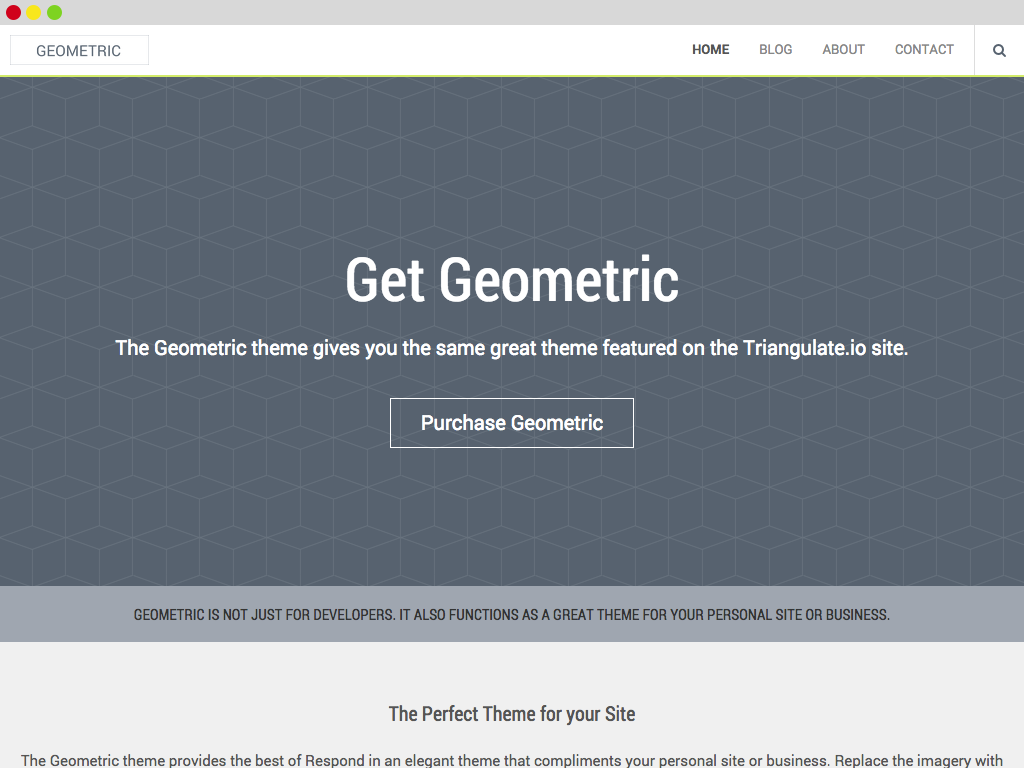 GEOMETRIC
HOME BLOG ABOUT CONTACT
Get Geometric
The Geometric theme gives you the same great theme featured on the Triangulate.io site.
Purchase Geometric
GEOMETRIC IS NOT JUST FOR DEVELOPERS. IT ALSO FUNCTIONS AS A GREAT THEME FOR YOUR PERSONAL SITE OR BUSINESS.
The Perfect Theme for your Site
The Geometric theme provides the best of Respond in an elegant theme that compliments your personal site or business. Replace the imagery with